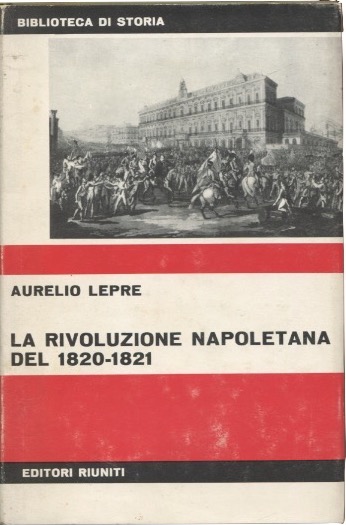 BIBLIOTECA DI STORIA
AURELIO LEPRE
LA RIVOLUZIONE NAPOLETANA
DEL 1820-1821
EDITORI RIUNITI